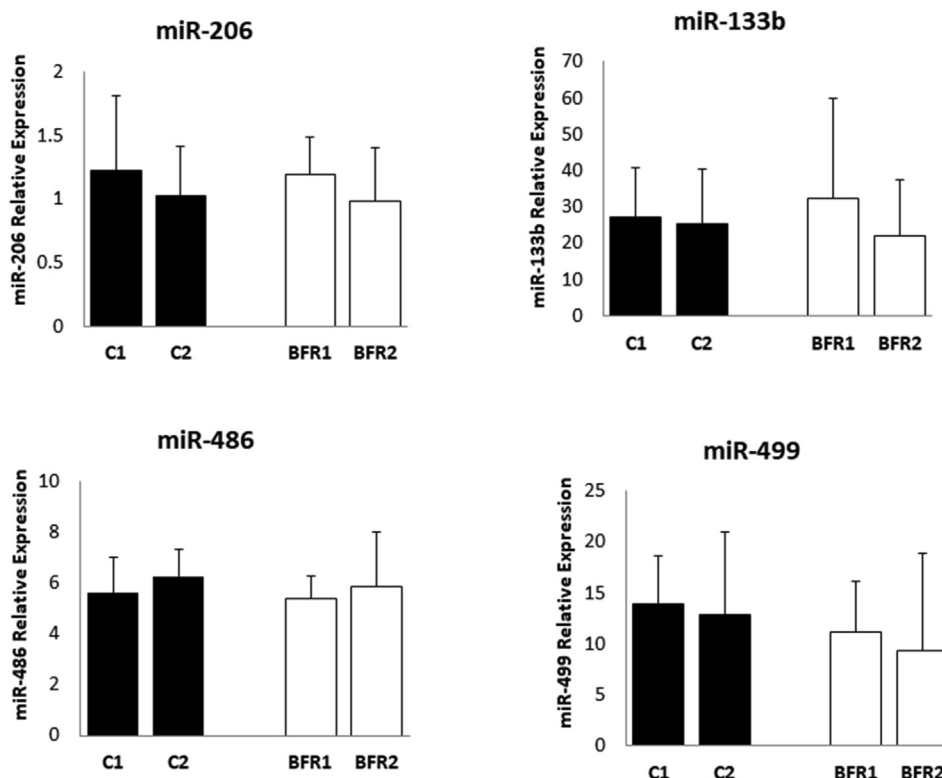 miR-206
miR-206 Relative Expression
2
1.5
1
0.5
0
C1 C2 BFR1 BFR2
miR-133b
miR-133b Relative Expression
70
60
50
40
30
20
10
0
C1 C2 BFR1 BFR2
miR-486
miR-486 Relative Expression
10
8
6
4
2
0
C1 C2 BFR1 BFR2
miR-499
miR-499 Relative Expression
25
20
15
10
5
0
C1 C2 BFR1 BFR2